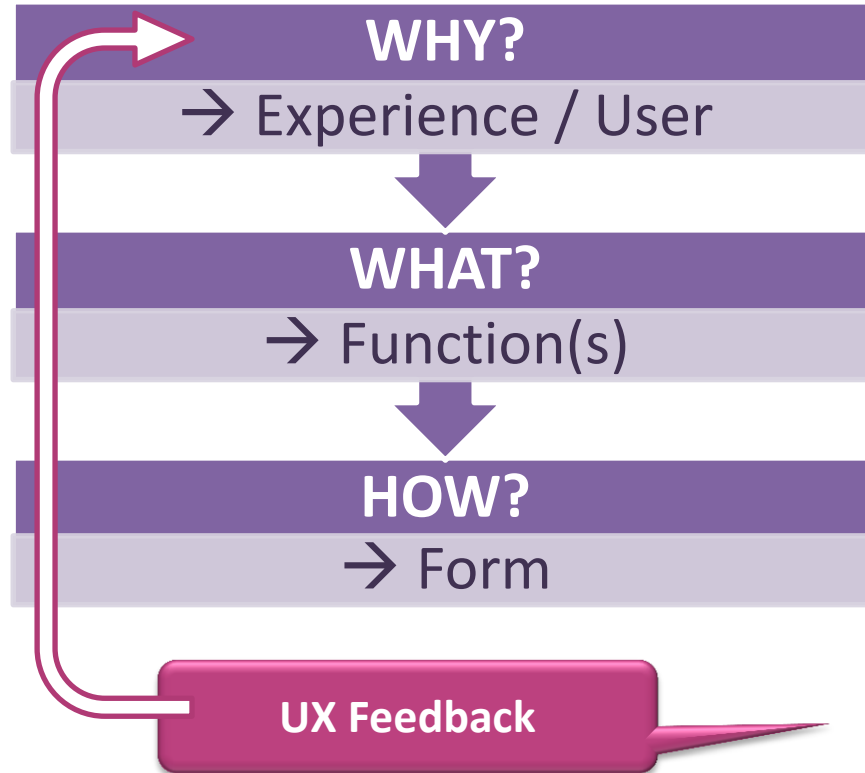 WHY?
→ Experience / User
WHAT?
→ Function(s)
HOW?
→ Form
UX Feedback